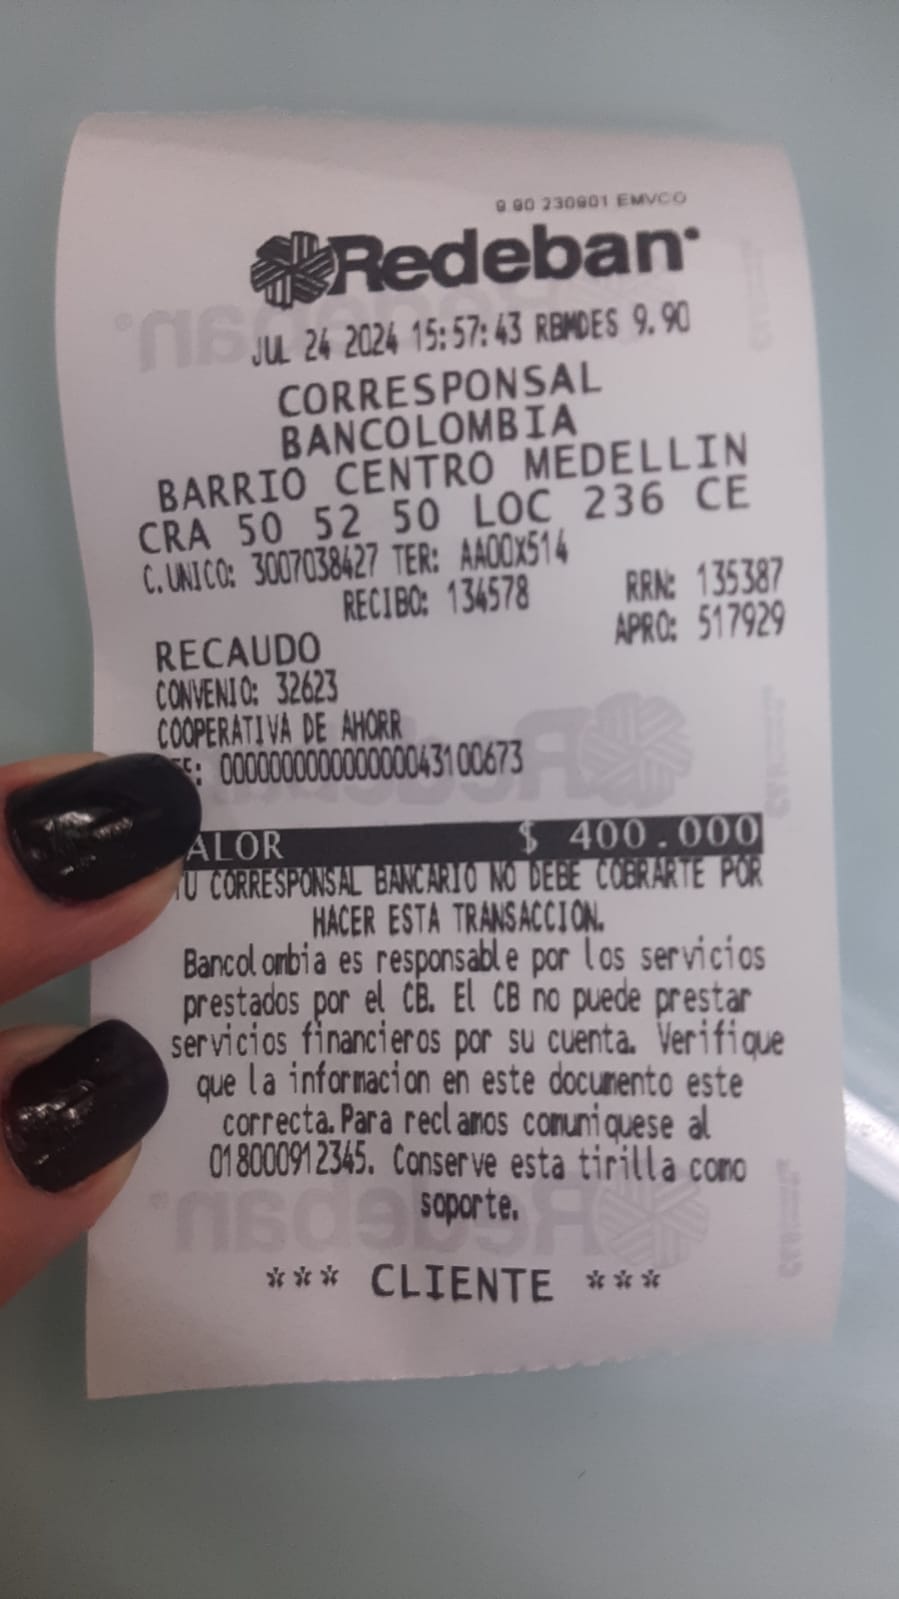 9.90 230901 EMVCO
Redeban
JUL 24 2024 15:57:43 RBMDES 9.90
CORRESPONSAL
BANCOLOMBIA
BARRIO CENTRO MEDELLIN
CRA 50 52 50 LOC 236 CE
C.UNICO: 3007038427 TER: AA00X514
RECIBO: 134578 RRN: 135387
APRO: 517929
RECAUDO
CONVENIO: 32623
COOPERATIVA DE AHORR
EF: 00000000000000043100673
ALOR $ 400.000
TU CORRESPONSAL BANCARIO NO DEBE COBRARTE POR
HACER ESTA TRANSACCION.
Bancolombia es responsable por los servicios
prestados por el CB. El CB no puede prestar
servicios financieros por su cuenta. Verifique
que la informacion en este documento este
correcta.Para reclamos comuniquese al
018000912345. Conserve esta tirilla como
soporte.
*** CLIENTE ***